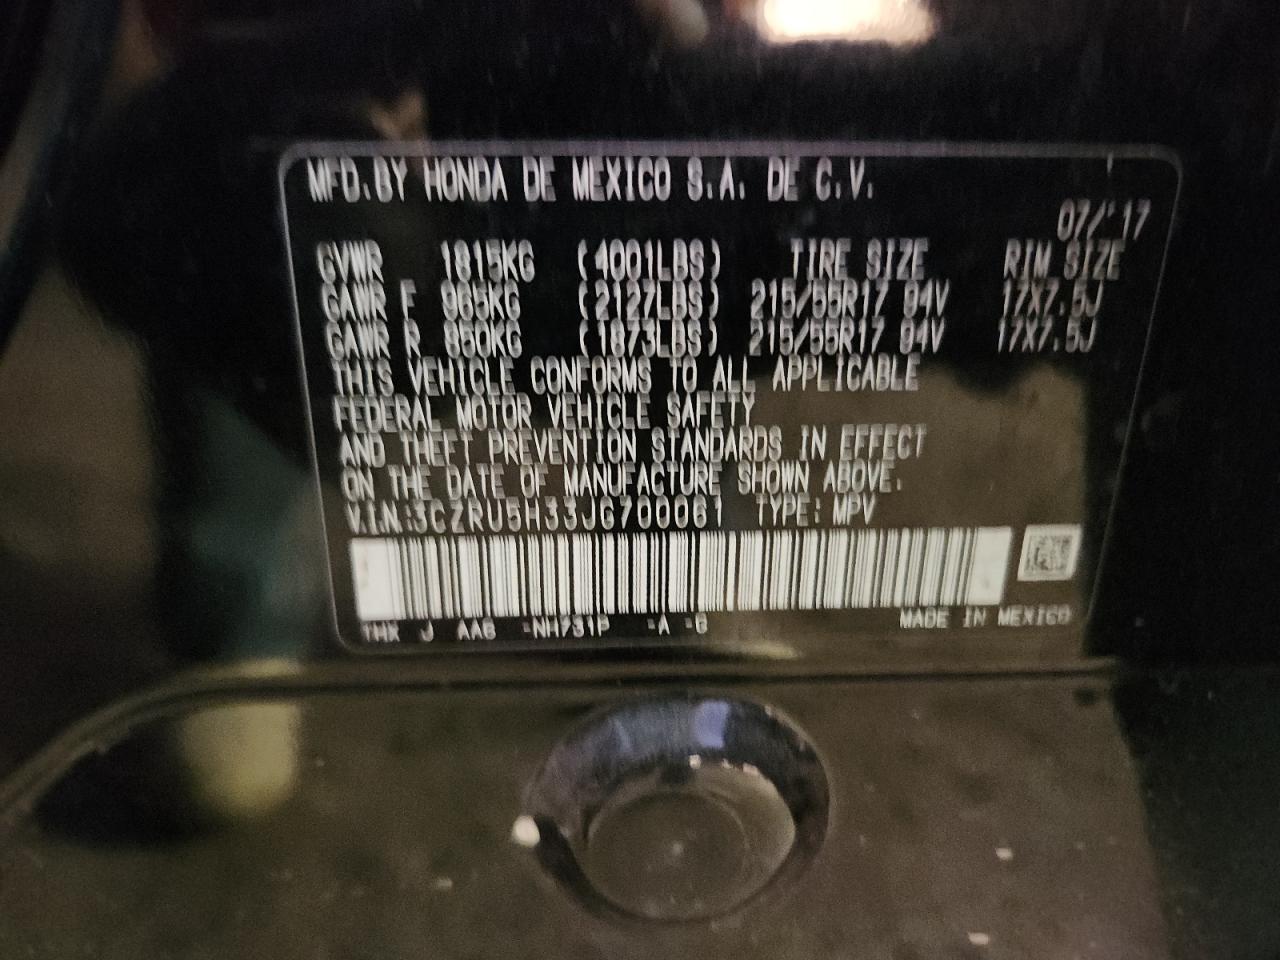 MFD.BY HONDA DE MEXICO S.A. DE C.V.
07/'17
GVWR 1815KG (4001LBS) TIRE SIZE RIM SIZE
GAWR F 965KG (2127LBS) 215/55R17 94V 17X7.5J
GAWR R 850KG (1873LBS) 215/55R17 94V 17X7.5J
THIS VEHICLE CONFORMS TO ALL APPLICABLE
FEDERAL MOTOR VEHICLE SAFETY
AND THEFT PREVENTION STANDARDS IN EFFECT
ON THE DATE OF MANUFACTURE SHOWN ABOVE.
V.I.N:3CZRU5H33JG700061 TYPE: MPV
THX J AAG -NH731P -A -G MADE IN MEXICO